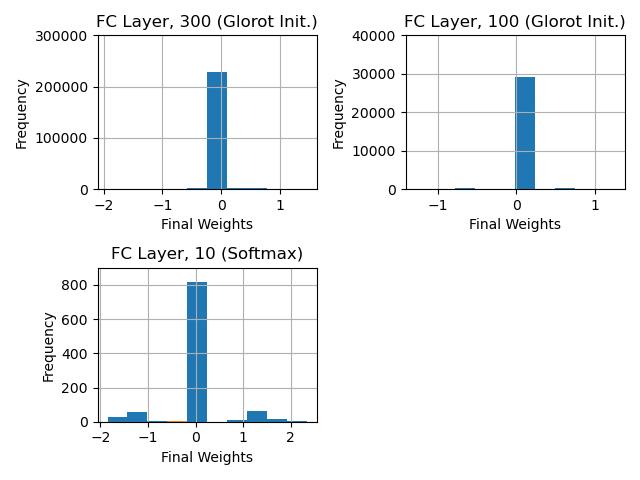 FC Layer, 300 (Glorot Init.)
300000
200000
100000
0
Frequency
−2 −1 0 1
Final Weights
FC Layer, 100 (Glorot Init.)
40000
30000
20000
10000
0
Frequency
−1 0 1
Final Weights
FC Layer, 10 (Softmax)
800
600
400
200
0
Frequency
−2 −1 0 1 2
Final Weights